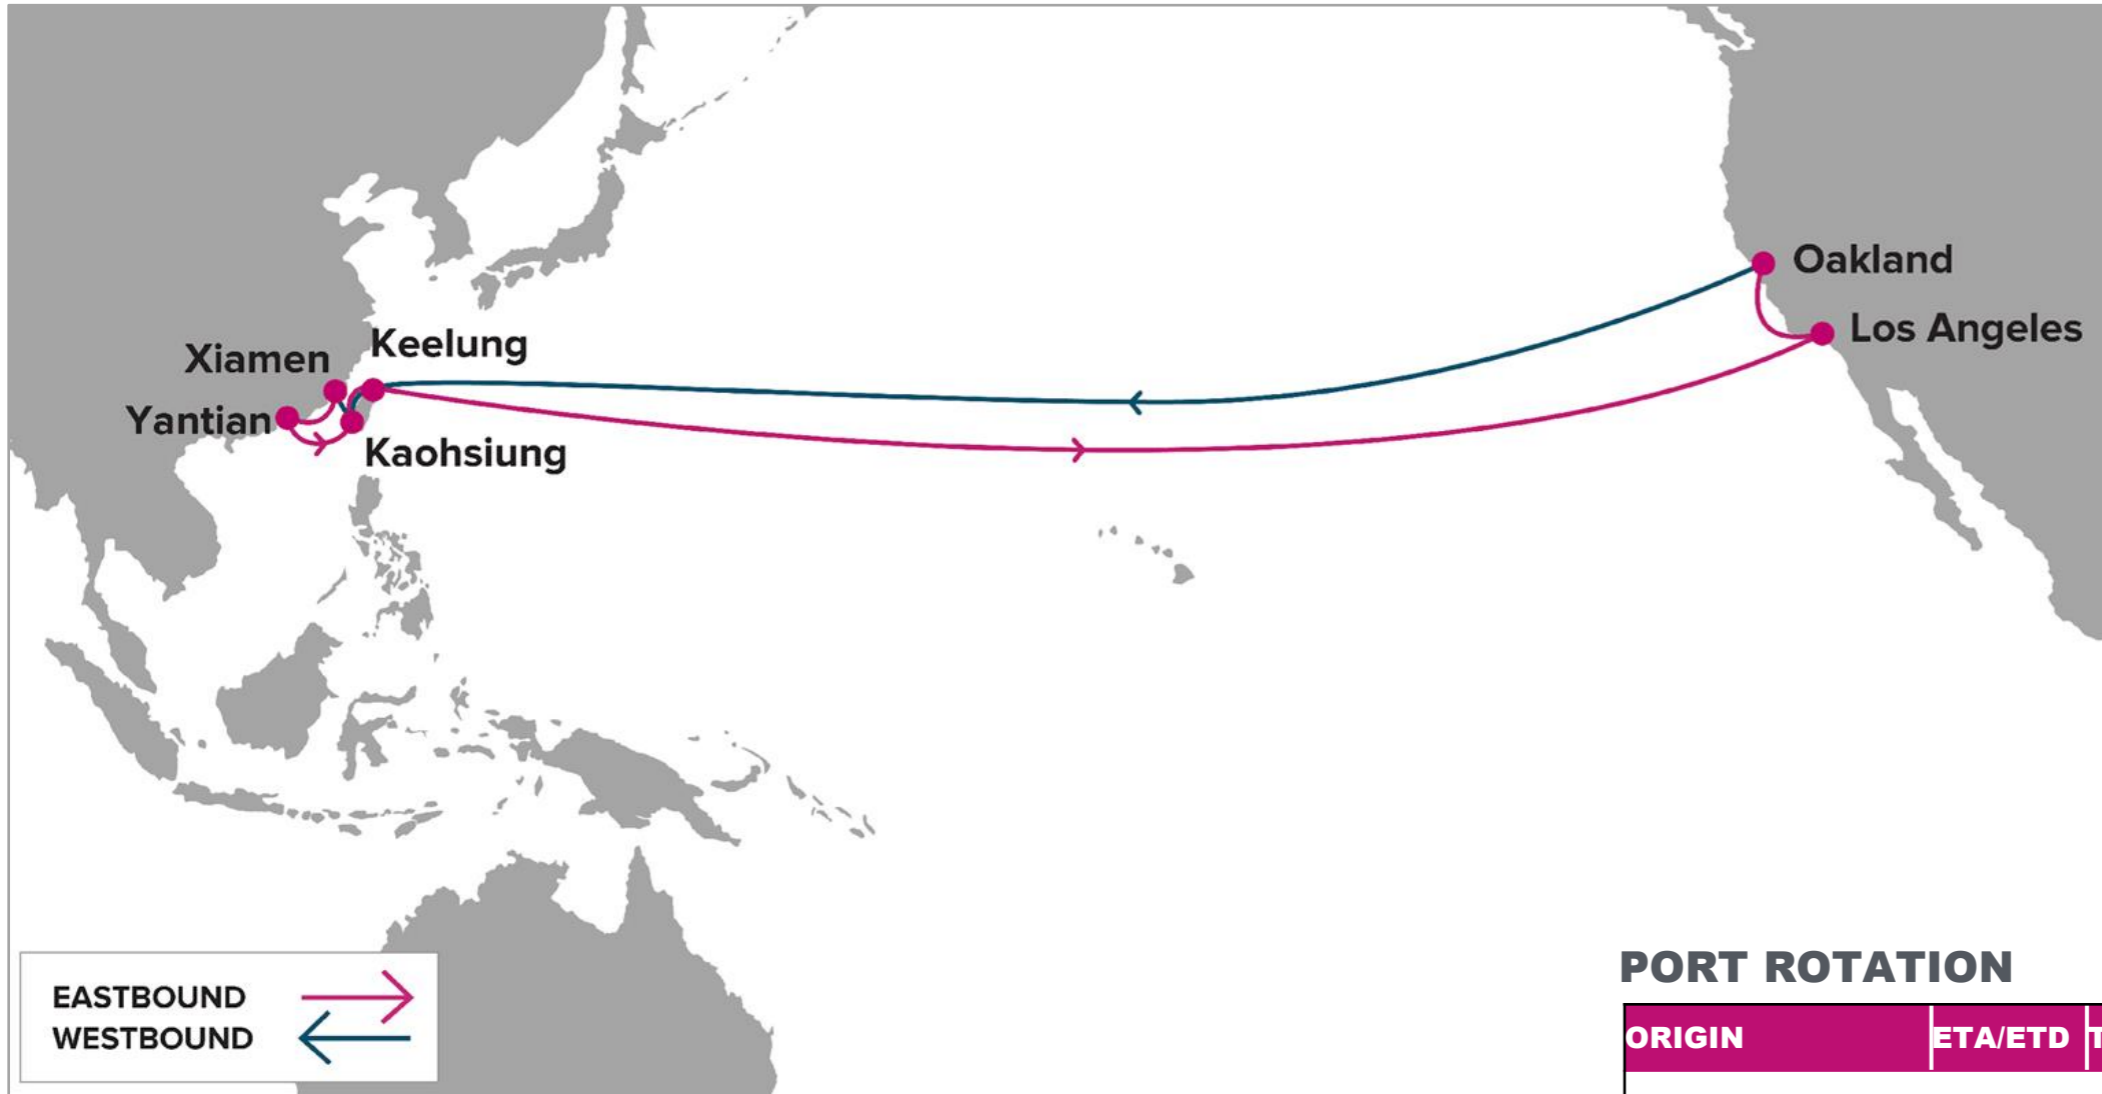 Oakland
Los Angeles
Keelung
Xiamen
Yantian
Kaohsiung
EASTBOUND
WESTBOUND
PORT ROTATION
ORIGIN ETA/ETD